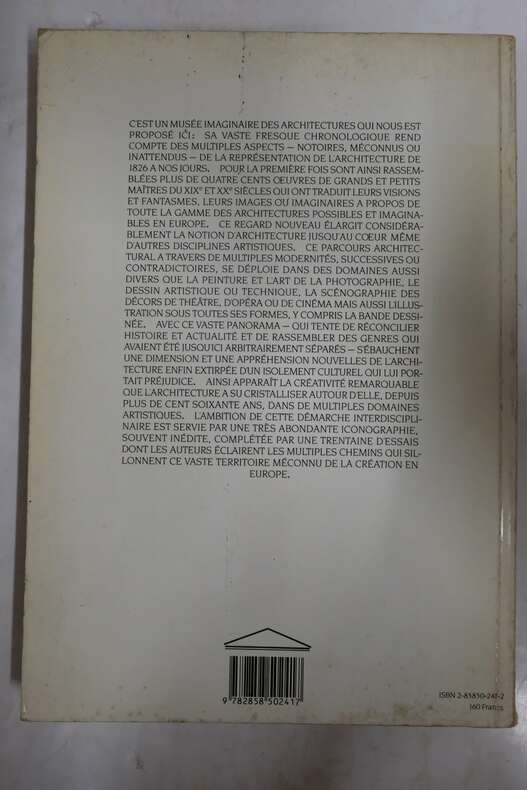 C'EST UN MUSÉE IMAGINAIRE DES ARCHITECTURES QUI NOUS EST
PROPOSÉ ICI: SA VASTE FRESQUE CHRONOLOGIQUE REND
COMPTE DES MULTIPLES ASPECTS — NOTOIRES, MÉCONNUS OU
INATTENDUS — DE LA REPRÉSENTATION DE L'ARCHITECTURE DE
1826 A NOS JOURS. POUR LA PREMIÈRE FOIS SONT AINSI RASSEM-
BLÉES PLUS DE QUATRE CENTS ŒUVRES DE GRANDS ET PETITS
MAÎTRES DU XIXᵉ ET XXᵉ SIÈCLES QUI ONT TRADUIT LEURS VISIONS
ET FANTASMES, LEURS IMAGES OU IMAGINAIRES A PROPOS DE
TOUTE LA GAMME DES ARCHITECTURES POSSIBLES ET IMAGINA-
BLES EN EUROPE. CE REGARD NOUVEAU ÉLARGIT CONSIDÉRA-
BLEMENT LA NOTION D'ARCHITECTURE JUSQU'AU CŒUR MÊME
D'AUTRES DISCIPLINES ARTISTIQUES. CE PARCOURS ARCHITEC-
TURAL A TRAVERS DE MULTIPLES MODERNITÉS, SUCCESSIVES OU
CONTRADICTOIRES, SE DÉPLOIE DANS DES DOMAINES AUSSI
DIVERS QUE LA PEINTURE ET L'ART DE LA PHOTOGRAPHIE, LE
DESSIN ARTISTIQUE OU TECHNIQUE, LA SCÉNOGRAPHIE DES
DÉCORS DE THÉÂTRE, D'OPÉRA OU DE CINÉMA MAIS AUSSI L'ILLUS-
TRATION SOUS TOUTES SES FORMES, Y COMPRIS LA BANDE DESSI-
NÉE. AVEC CE VASTE PANORAMA — QUI TENTE DE RÉCONCILIER
HISTOIRE ET ACTUALITÉ ET DE RASSEMBLER DES GENRES QUI
AVAIENT ÉTÉ JUSQU'ICI ARBITRAIREMENT SÉPARÉS — S'ÉBAUCHENT
UNE DIMENSION ET UNE APPRÉHENSION NOUVELLES DE L'ARCHI-
TECTURE ENFIN EXTIRPÉE D'UN ISOLEMENT CULTUREL QUI LUI POR-
TAIT PRÉJUDICE. AINSI APPARAÎT LA CRÉATIVITÉ REMARQUABLE
QUE L'ARCHITECTURE A SU CRISTALLISER AUTOUR D'ELLE, DEPUIS
PLUS DE CENT SOIXANTE ANS, DANS DE MULTIPLES DOMAINES
ARTISTIQUES. L'AMBITION DE CETTE DÉMARCHE INTERDISCIPLI-
NAIRE EST SERVIE PAR UNE TRÈS ABONDANTE ICONOGRAPHIE,
SOUVENT INÉDITE, COMPLÉTÉE PAR UNE TRENTAINE D'ESSAIS
DONT LES AUTEURS ÉCLAIRENT LES MULTIPLES CHEMINS QUI SIL-
LONNENT CE VASTE TERRITOIRE MÉCONNU DE LA CRÉATION EN
EUROPE.
9 782858 502417
ISBN 2-85850-241-2
160 Francs